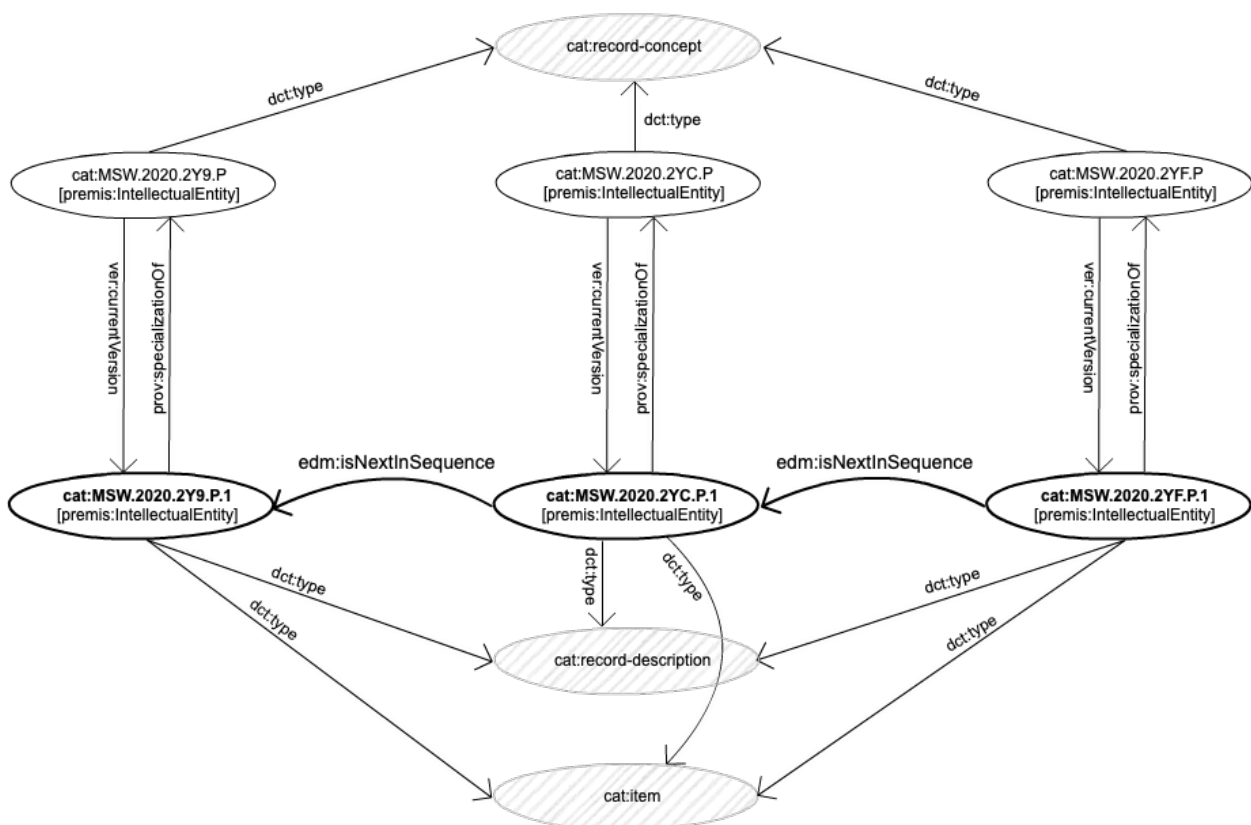 cat:record-concept
dct:type
dct:type
dct:type
cat:MSW.2020.2Y9.P
[premis:IntellectualEntity]
cat:MSW.2020.2YC.P
[premis:IntellectualEntity]
cat:MSW.2020.2YF.P
[premis:IntellectualEntity]
ver:currentVersion
prov:specializationOf
ver:currentVersion
prov:specializationOf
ver:currentVersion
prov:specializationOf
edm:isNextInSequence
edm:isNextInSequence
cat:MSW.2020.2Y9.P.1
[premis:IntellectualEntity]
cat:MSW.2020.2YC.P.1
[premis:IntellectualEntity]
cat:MSW.2020.2YF.P.1
[premis:IntellectualEntity]
dct:type
dct:type
dct:type
dct:type
dct:type
dct:type
cat:record-description
cat:item